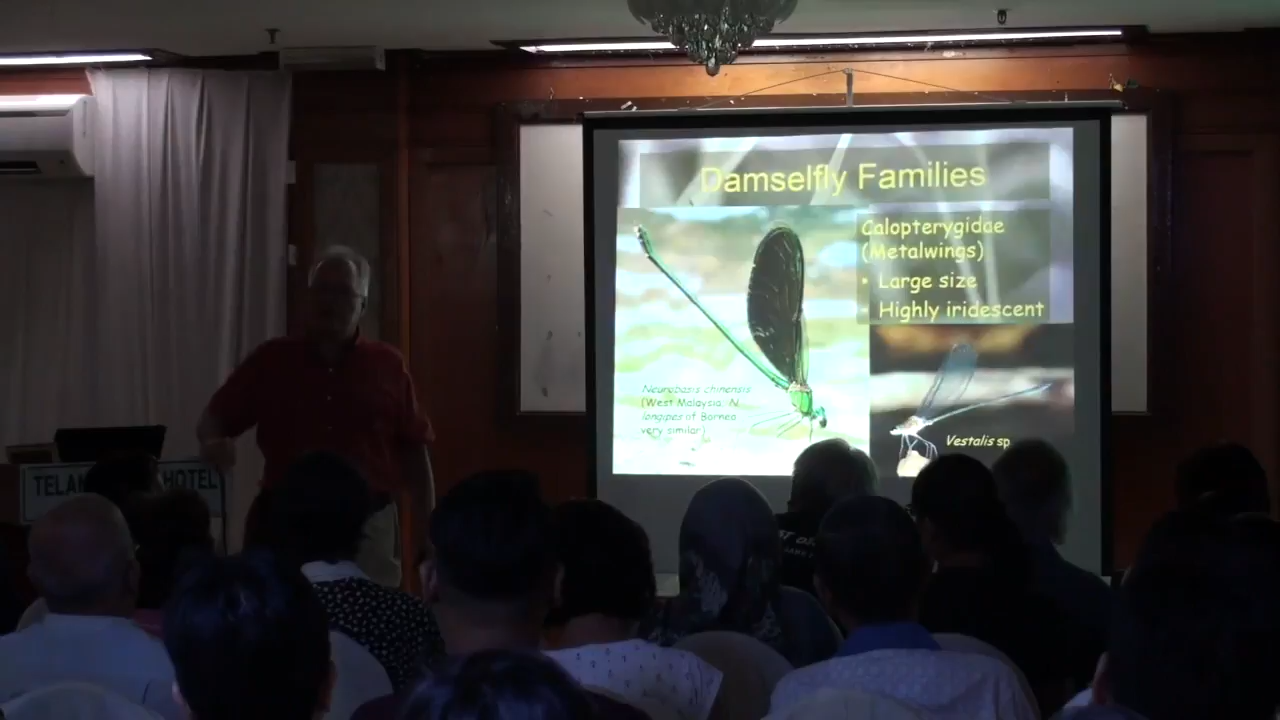 Damselfly Families
Calopterygidae
(Metalwings)
• Large size
• Highly iridescent
Neurobasis chinensis
(West Malaysia; N.
longipes of Borneo
very similar)
Vestalis sp
HOTEL